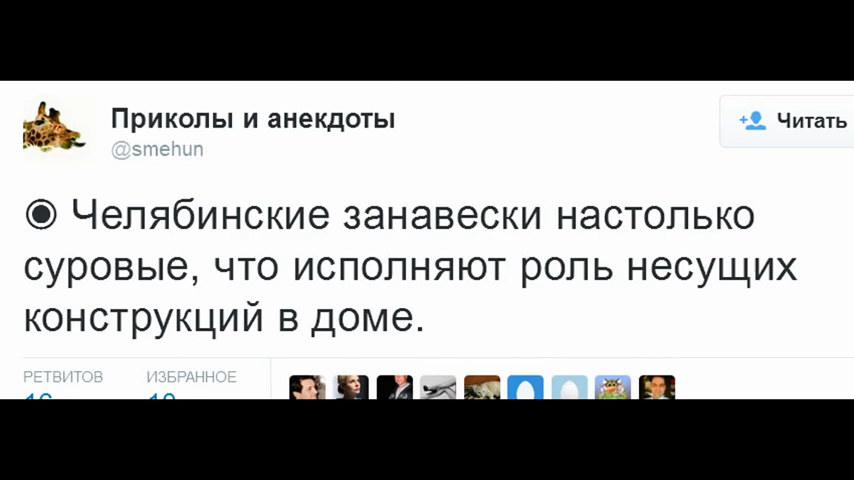 Приколы и анекдоты
@smehun
Читать
◉ Челябинские занавески настолько
суровые, что исполняют роль несущих
конструкций в доме.
РЕТВИТОВ ИЗБРАННОЕ